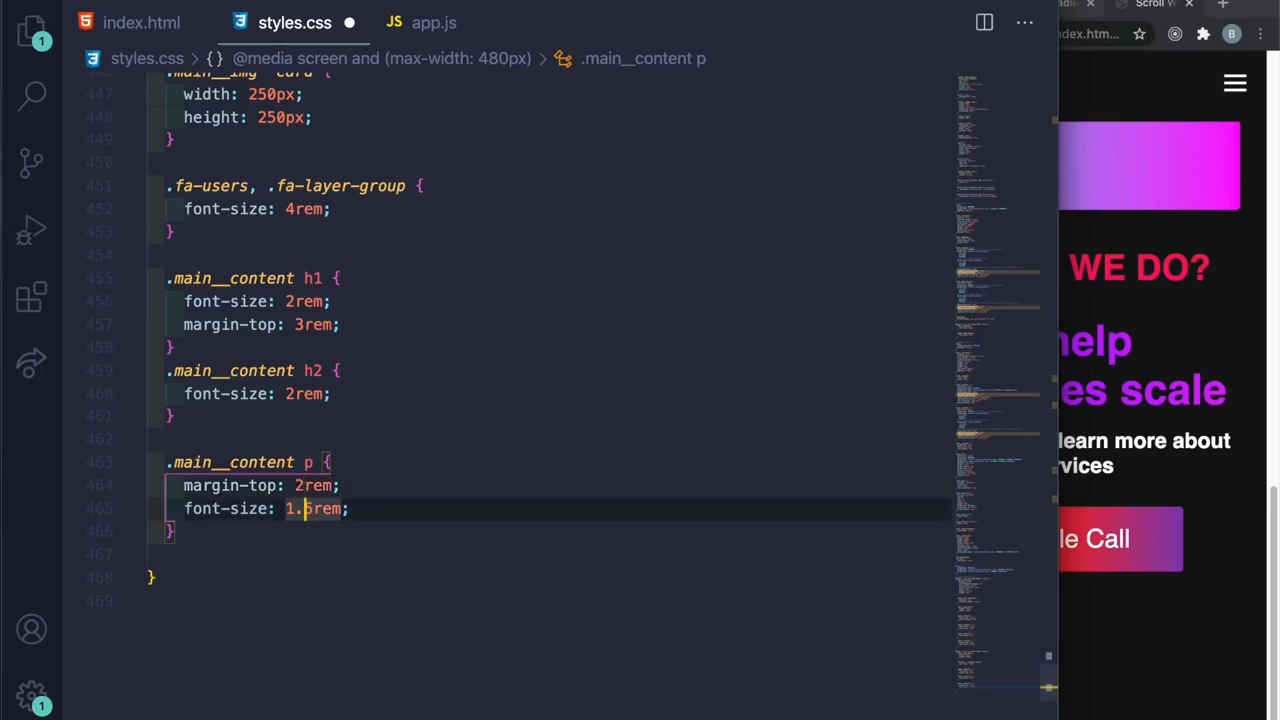 index.html
styles.css
JS app.js
Scroll W
styles.css {} @media screen and (max-width: 480px) .main__content p
ndex.htm...
B
1
447 width: 250px;
448 height: 250px;
449 }
450
451 .fa-users, .fa-layer-group {
452 font-size: 4rem;
453 }
454
455 .main__content h1 {
456 font-size: 2rem;
457 margin-top: 3rem;
458 }
459 .main__content h2 {
460 font-size: 2rem;
461 }
462
463 .main__content p {
464 margin-top: 2rem;
465 font-size: 1.5rem;
466 }
467
468 }
469
1
WE DO?
help
es scale
learn more about
vices
le Call